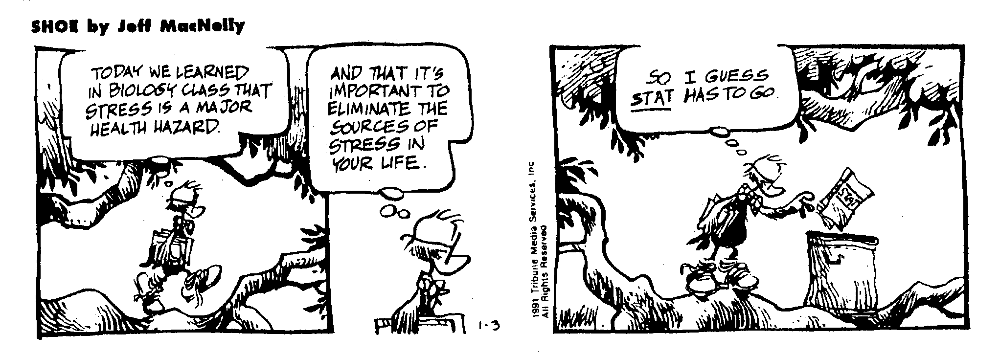 SHOE by Jeff MacNelly
TODAY WE LEARNED
IN BIOLOGY CLASS THAT
STRESS IS A MAJOR
HEALTH HAZARD.
AND THAT IT'S
IMPORTANT TO
ELIMINATE THE
SOURCES OF
STRESS IN
YOUR LIFE.
1-3
1991 Tribune Media Services, Inc
All Rights Reserved
SO I GUESS
STAT HAS TO GO.
STAT
MACNELLY